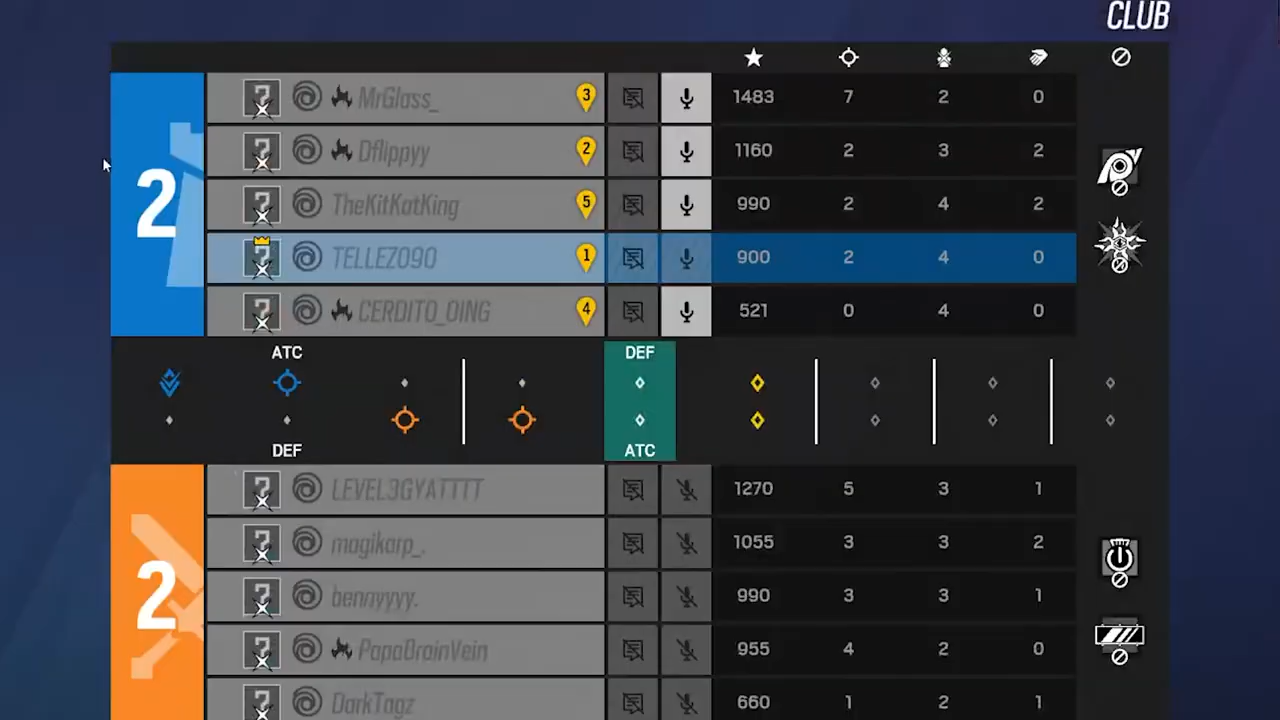 CLUB
2
MrGlass_ 3 1483 7 2 0
Dflippyy 2 1160 2 3 2
TheKitKatKing 5 990 2 4 2
TELLEZ090 1 900 2 4 0
CERDITO_OING 4 521 0 4 0
ATC DEF
DEF ATC
2
LEVEL3GYATTTT 1270 5 3 1
magikarp_. 1055 3 3 2
bennyyyy. 990 3 3 1
PapaDrainVein 955 4 2 0
DarkTagz 660 1 2 1